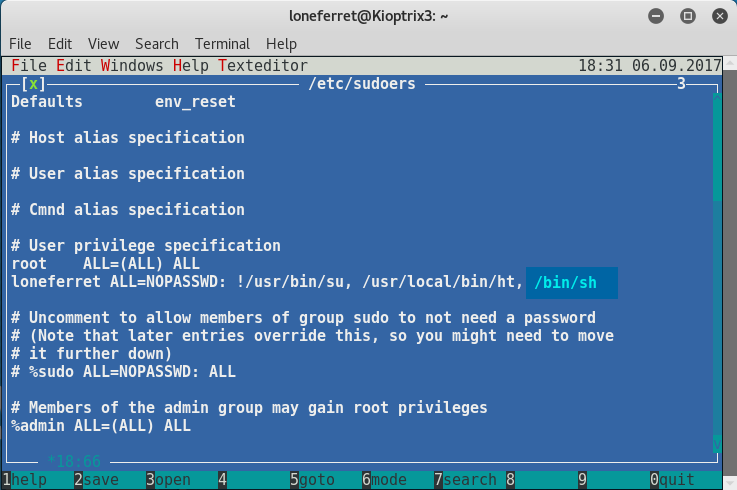 loneferret@Kioptrix3: ~
File Edit View Search Terminal Help
File Edit Windows Help Texteditor 18:31 06.09.2017
[x] /etc/sudoers 3
Defaults env_reset
# Host alias specification
# User alias specification
# Cmnd alias specification
# User privilege specification
root ALL=(ALL) ALL
loneferret ALL=NOPASSWD: !/usr/bin/su, /usr/local/bin/ht, /bin/sh
# Uncomment to allow members of group sudo to not need a password
# (Note that later entries override this, so you might need to move
# it further down)
# %sudo ALL=NOPASSWD: ALL
# Members of the admin group may gain root privileges
%admin ALL=(ALL) ALL
*18:66
1help 2save 3open 4 5goto 6mode 7search 8 9 0quit